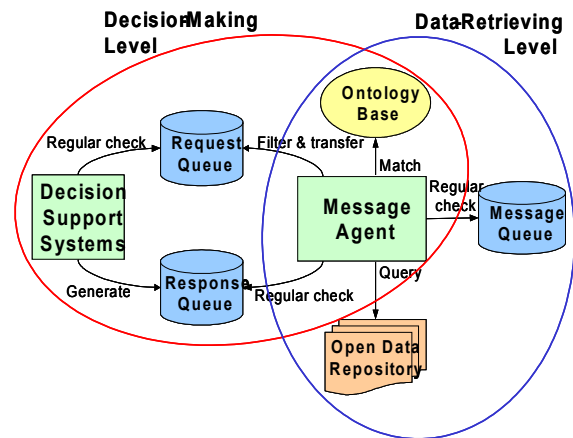 Decision-Making
Level
Data-Retrieving
Level
Ontology
Base
Regular check
Request
Queue
Filter & transfer
Match
Decision
Support
Systems
Message
Agent
Regular
check
Message
Queue
Generate
Response
Queue
Regular check
Query
Open Data
Repository